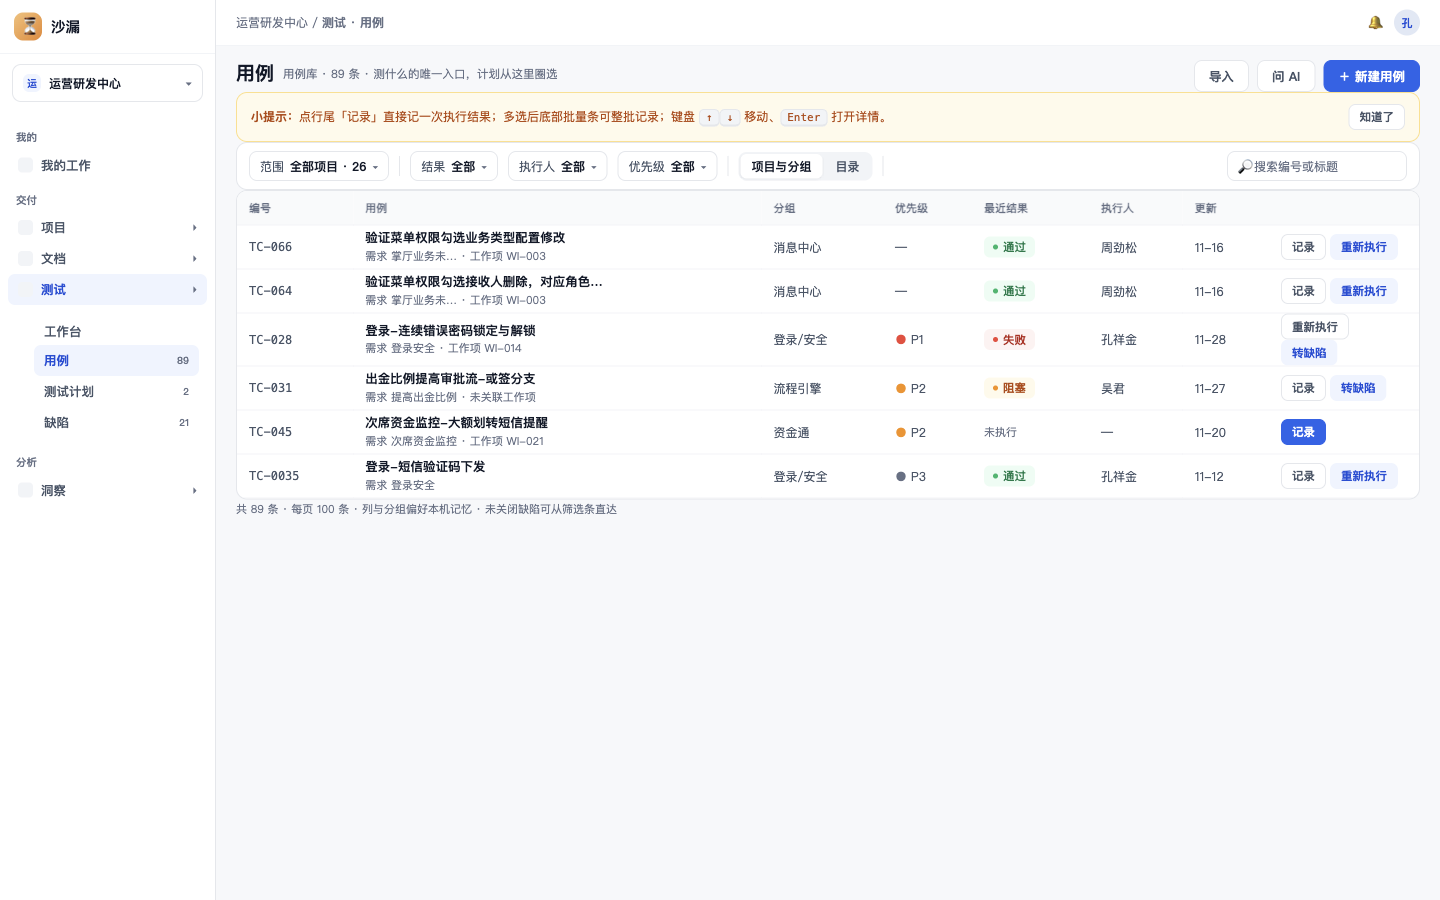 沙漏
运 运营研发中心
我的
我的工作
交付
项目
文档
测试
工作台
用例 89
测试计划 2
缺陷 21
分析
洞察
运营研发中心 / 测试 · 用例
孔
用例 用例库 · 89 条 · 测什么的唯一入口，计划从这里圈选
导入 问 AI ＋ 新建用例
小提示：点行尾「记录」直接记一次执行结果；多选后底部批量条可整批记录；键盘 ↑ ↓ 移动、Enter 打开详情。 知道了
范围 全部项目 · 26 结果 全部 执行人 全部 优先级 全部 项目与分组 目录 🔎搜索编号或标题
编号 用例 分组 优先级 最近结果 执行人 更新
TC-066 验证菜单权限勾选业务类型配置修改 消息中心 — 通过 周劲松 11-16 记录 重新执行
需求 掌厅业务未… · 工作项 WI-003
TC-064 验证菜单权限勾选接收人删除，对应角色… 消息中心 — 通过 周劲松 11-16 记录 重新执行
需求 掌厅业务未… · 工作项 WI-003
TC-028 登录-连续错误密码锁定与解锁 登录/安全 P1 失败 孔祥金 11-28 重新执行 转缺陷
需求 登录安全 · 工作项 WI-014
TC-031 出金比例提高审批流-或签分支 流程引擎 P2 阻塞 吴君 11-27 记录 转缺陷
需求 提高出金比例 · 未关联工作项
TC-045 次席资金监控-大额划转短信提醒 资金通 P2 未执行 — 11-20 记录
需求 次席资金监控 · 工作项 WI-021
TC-0035 登录-短信验证码下发 登录/安全 P3 通过 孔祥金 11-12 记录 重新执行
需求 登录安全
共 89 条 · 每页 100 条 · 列与分组偏好本机记忆 · 未关闭缺陷可从筛选条直达